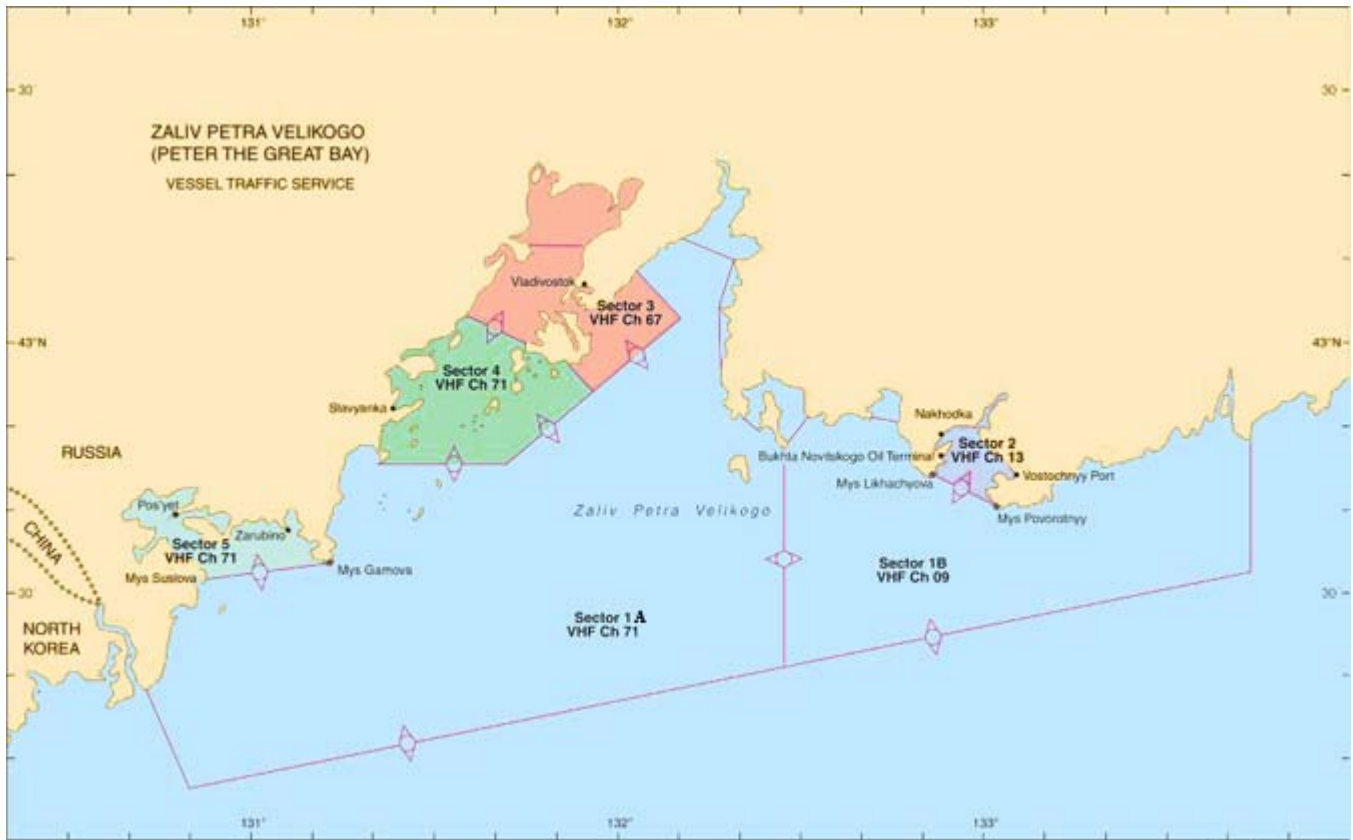 131°
132°
133°
30´
30
ZALIV PETRA VELIKOGO
(PETER THE GREAT BAY)
VESSEL TRAFFIC SERVICE
Vladivostok
Sector 3
VHF Ch 67
43°N
43°N
Sector 4
VHF Ch 71
Slavyanka
Nakhodka
Sector 2
VHF Ch 13
RUSSIA
Bukhta Novitskogo Oil Terminal
Vostochnyy Port
Mys Likhachyova
Pos'yet
Zaliv Petra Velikogo
Mys Povorotnyy
CHINA
Zarubino
Sector 5
VHF Ch 71
Mys Suslova
Mys Gamova
Sector 1B
VHF Ch 09
30
30
NORTH
KOREA
Sector 1A
VHF Ch 71
131°
132°
133°